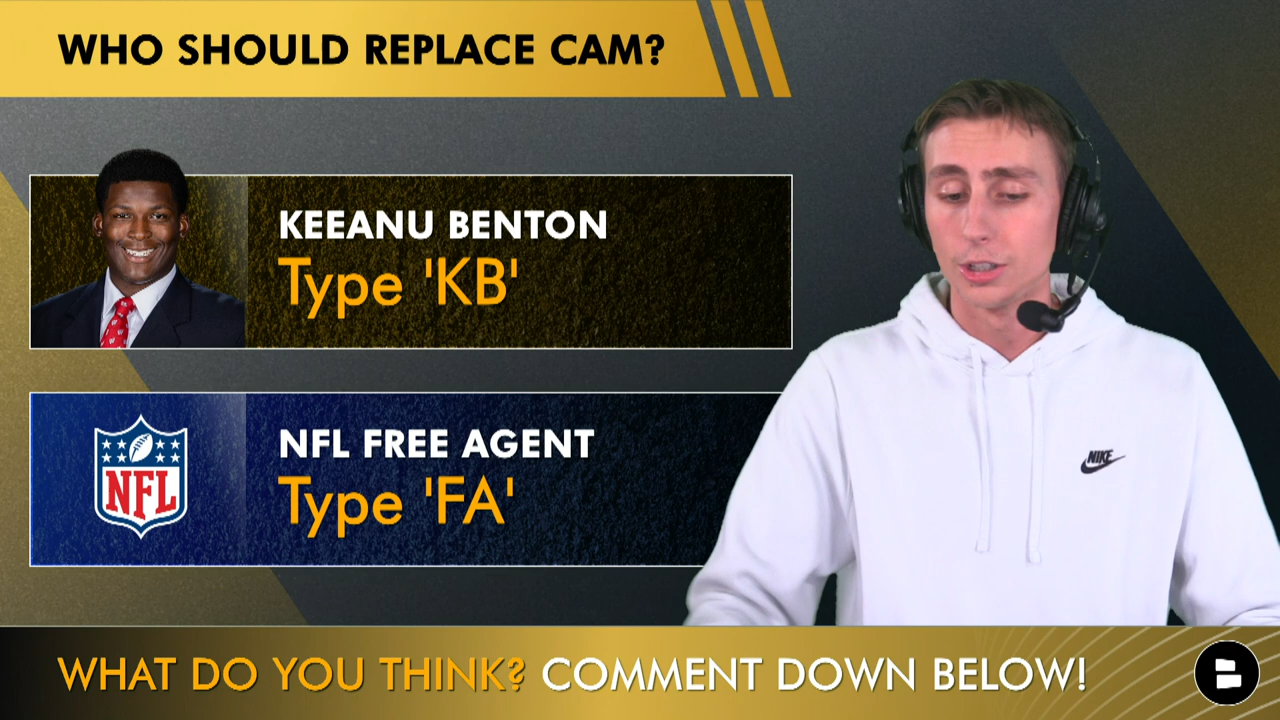 WHO SHOULD REPLACE CAM?
KEEANU BENTON
Type 'KB'
NFL
NFL FREE AGENT
Type 'FA'
NIKE
WHAT DO YOU THINK? COMMENT DOWN BELOW!